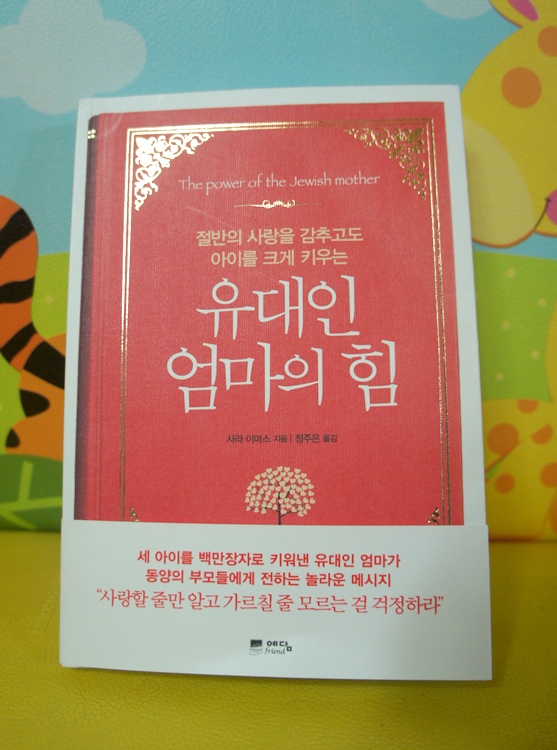 The power of the Jewish mother
절반의 사랑을 감추고도
아이를 크게 키우는
유대인
엄마의 힘
사라 이마스 지음 | 정주은 옮김
세 아이를 백만장자로 키워낸 유대인 엄마가
동양의 부모들에게 전하는 놀라운 메시지
“사랑할 줄만 알고 가르칠 줄 모르는 걸 걱정하라”
예담
friend